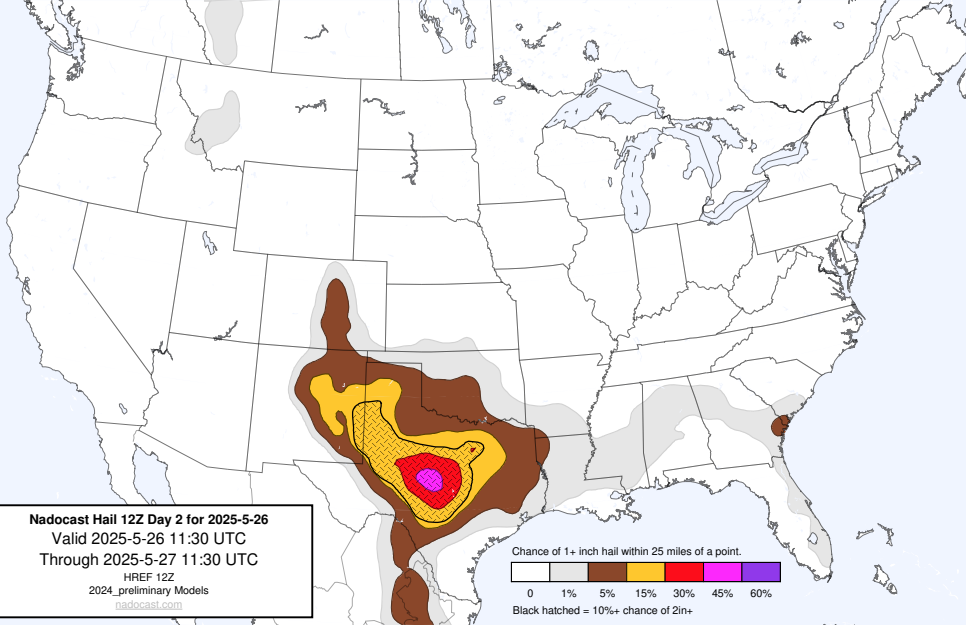 Nadocast Hail 12Z Day 2 for 2025-5-26
Valid 2025-5-26 11:30 UTC
Through 2025-5-27 11:30 UTC
HREF 12Z
2024_preliminary Models
nadocast.com
Chance of 1+ inch hail within 25 miles of a point.
0 1% 5% 15% 30% 45% 60%
Black hatched = 10%+ chance of 2in+